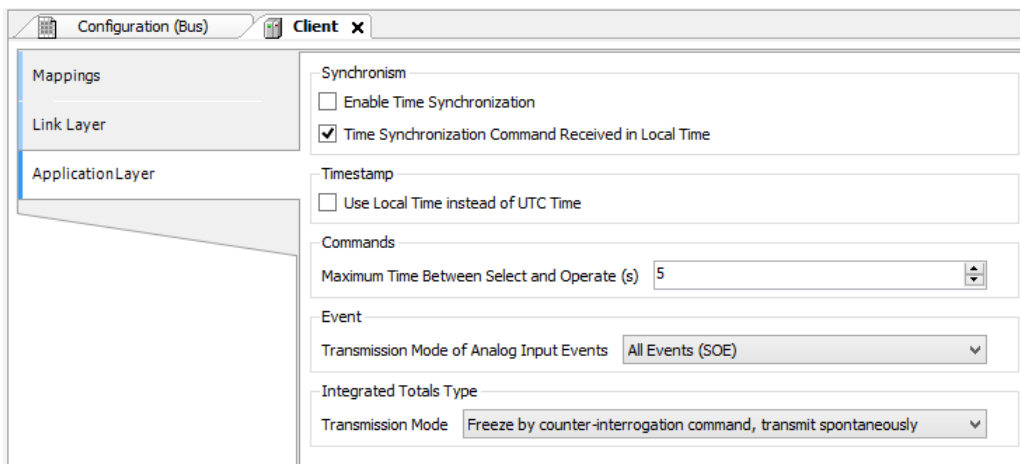 Configuration (Bus) Client x
Mappings
Link Layer
ApplicationLayer
Synchronism
Enable Time Synchronization
Time Synchronization Command Received in Local Time
Timestamp
Use Local Time instead of UTC Time
Commands
Maximum Time Between Select and Operate (s) 5
Event
Transmission Mode of Analog Input Events All Events (SOE)
Integrated Totals Type
Transmission Mode Freeze by counter-interrogation command, transmit spontaneously